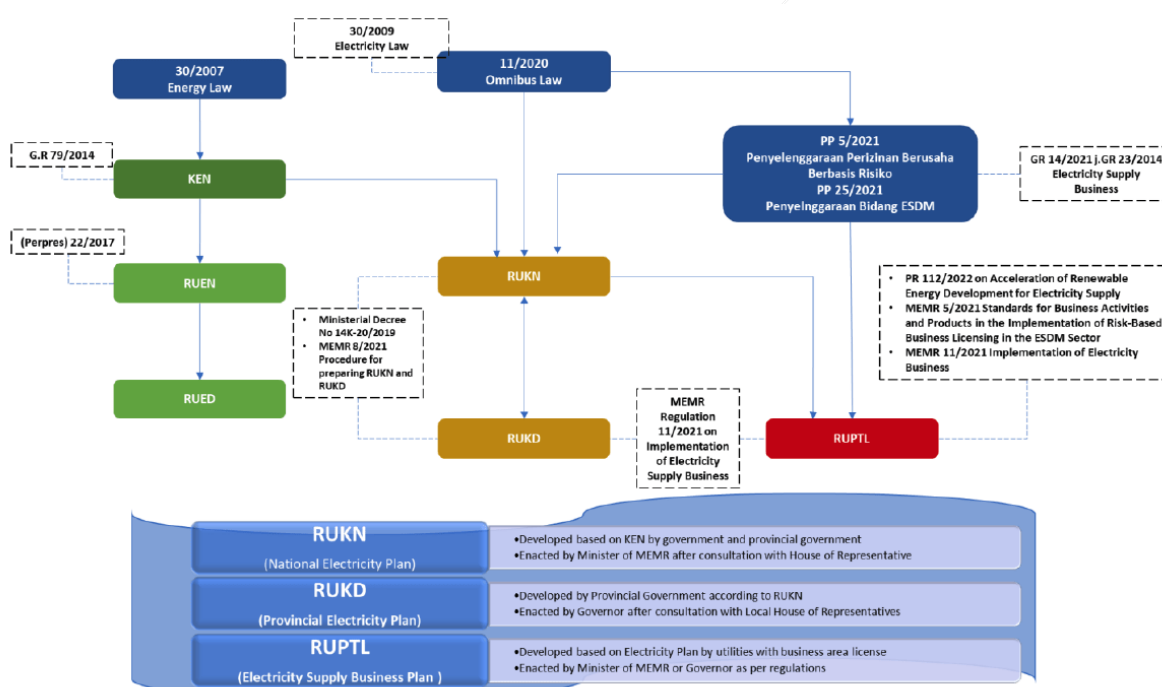 30/2009
Electricity Law
30/2007
Energy Law
11/2020
Omnibus Law
G.R 79/2014
KEN
PP 5/2021
Penyelenggaraan Perizinan Berusaha
Berbasis Risiko
PP 25/2021
Penyelnggaraan Bidang ESDM
GR 14/2021 j.GR 23/2014
Electricity Supply
Business
(Perpres) 22/2017
RUEN
RUKN
• Ministerial Decree
No 14K-20/2019
• MEMR 8/2021
Procedure for
preparing RUKN and
RUKD
• PR 112/2022 on Acceleration of Renewable
Energy Development for Electricity Supply
• MEMR 5/2021 Standards for Business Activities
and Products in the Implementation of Risk-Based
Business Licensing in the ESDM Sector
• MEMR 11/2021 Implementation of Electricity
Business
RUED
RUKD
MEMR
Regulation
11/2021 on
Implementation
of Electricity
Supply Business
RUPTL
RUKN
(National Electricity Plan)
•Developed based on KEN by government and provincial government
•Enacted by Minister of MEMR after consultation with House of Representative
RUKD
(Provincial Electricity Plan)
•Developed by Provincial Government according to RUKN
•Enacted by Governor after consultation with Local House of Representatives
RUPTL
(Electricity Supply Business Plan )
•Developed based on Electricity Plan by utilities with business area license
•Enacted by Minister of MEMR or Governor as per regulations